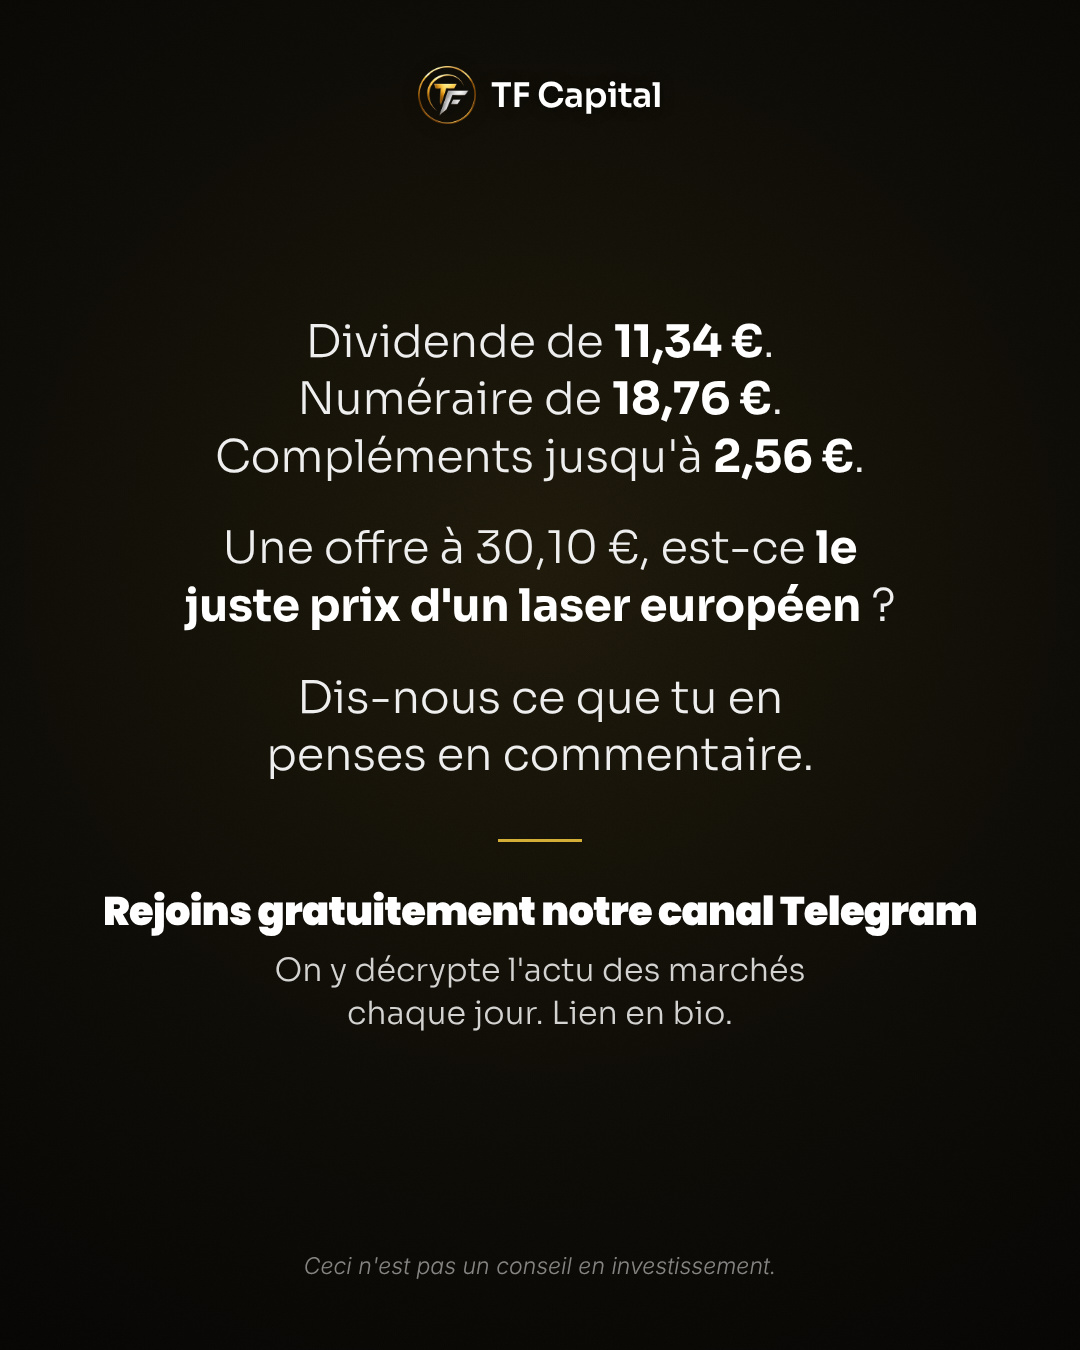 TF Capital
Dividende de 11,34 €.
Numéraire de 18,76 €.
Compléments jusqu'à 2,56 €.
Une offre à 30,10 €, est-ce le
juste prix d'un laser européen ?
Dis-nous ce que tu en
penses en commentaire.
Rejoins gratuitement notre canal Telegram
On y décrypte l'actu des marchés
chaque jour. Lien en bio.
Ceci n'est pas un conseil en investissement.